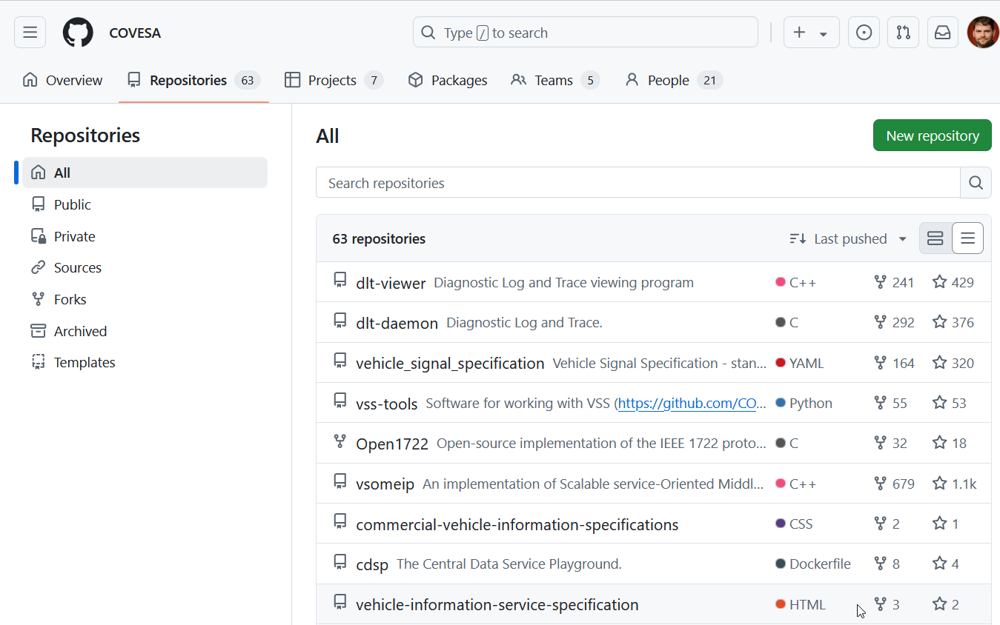 COVESA
Type / to search
Overview
Repositories 63
Projects 7
Packages
Teams 5
People 21
Repositories
All
Public
Private
Sources
Forks
Archived
Templates
All
New repository
Search repositories
63 repositories
Last pushed
dlt-viewer Diagnostic Log and Trace viewing program C++ 241 429
dlt-daemon Diagnostic Log and Trace. C 292 376
vehicle_signal_specification Vehicle Signal Specification - stan... YAML 164 320
vss-tools Software for working with VSS (https://github.com/CO... Python 55 53
Open1722 Open-source implementation of the IEEE 1722 proto... C 32 18
vsomeip An implementation of Scalable service-Oriented Middl... C++ 679 1.1k
commercial-vehicle-information-specifications CSS 2 1
cdsp The Central Data Service Playground. Dockerfile 8 4
vehicle-information-service-specification HTML 3 2